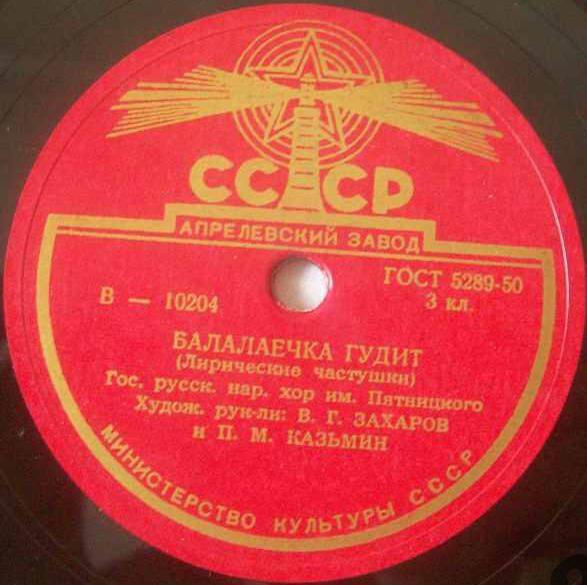 СССР
АПРЕЛЕВСКИЙ ЗАВОД
ГОСТ 5289-50
В — 10204
3 кл.
БАЛАЛАЕЧКА ГУДИТ
(Лирические частушки)
Гос. русск. нар. хор им. Пятницкого
Худож. рук-ли: В. Г. ЗАХАРОВ
и П. М. КАЗЬМИН
МИНИСТЕРСТВО КУЛЬТУРЫ СССР